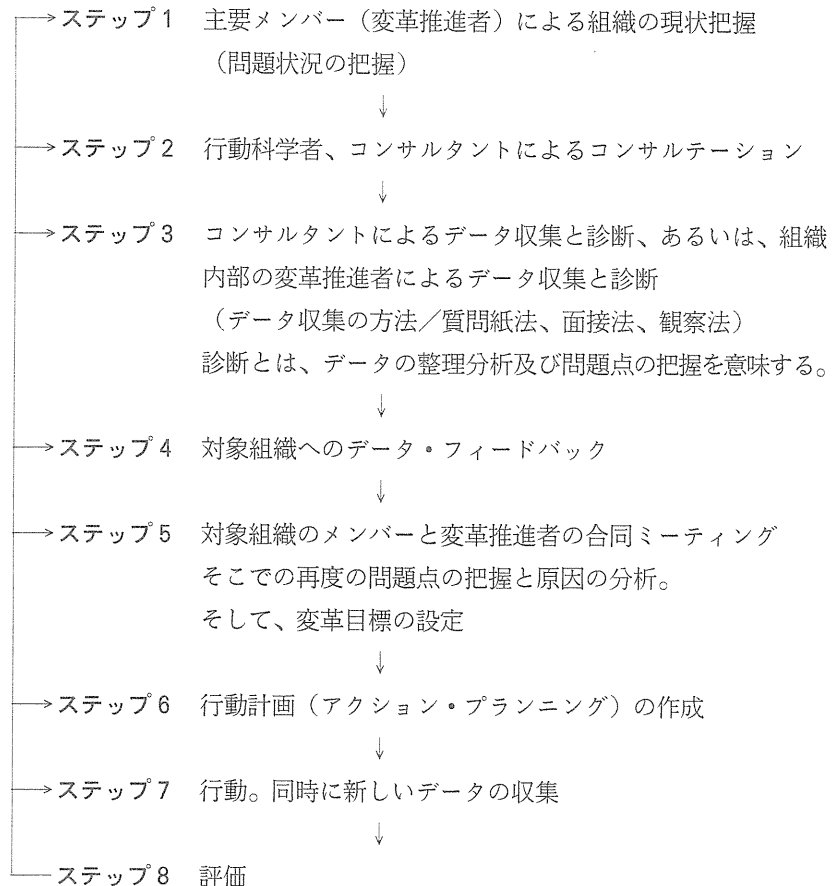 ステップ1 主要メンバー（変革推進者）による組織の現状把握
（問題状況の把握）
ステップ2 行動科学者、コンサルタントによるコンサルテーション
ステップ3 コンサルタントによるデータ収集と診断、あるいは、組織
内部の変革推進者によるデータ収集と診断
（データ収集の方法／質問紙法、面接法、観察法）
診断とは、データの整理分析及び問題点の把握を意味する。
ステップ4 対象組織へのデータ・フィードバック
ステップ5 対象組織のメンバーと変革推進者の合同ミーティング
そこでの再度の問題点の把握と原因の分析。
そして、変革目標の設定
ステップ6 行動計画（アクション・プランニング）の作成
ステップ7 行動。同時に新しいデータの収集
ステップ8 評価